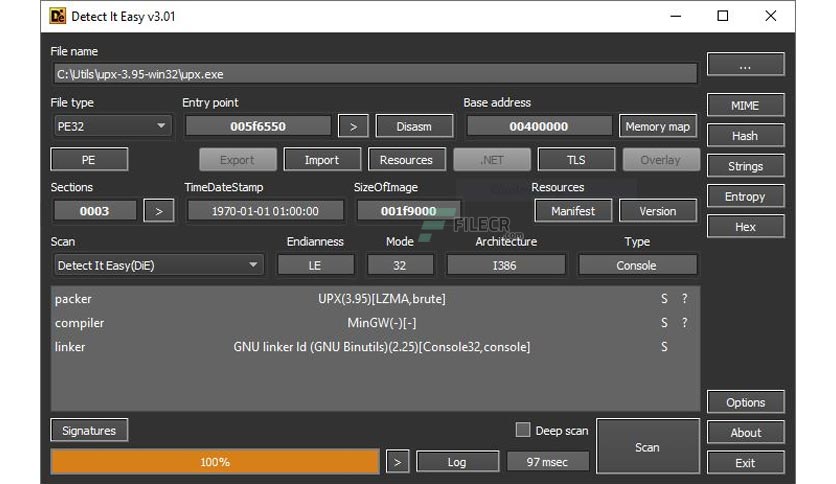 Detect It Easy v3.01
File name
C:\Utils\upx-3.95-win32\upx.exe
...
File type Entry point Base address
PE32 005f6550 > Disasm 00400000 Memory map MIME
Hash
PE Export Import Resources .NET TLS Overlay
Strings
Sections TimeDateStamp SizeOfImage Resources
Entropy
0003 > 1970-01-01 01:00:00 001f9000 Manifest Version
Hex
FILECR
.com
Scan Endianness Mode Architecture Type
Detect It Easy(DiE) LE 32 I386 Console
packer UPX(3.95)[LZMA,brute] S ?
compiler MinGW(-)[-] S ?
linker GNU linker ld (GNU Binutils)(2.25)[Console32,console] S
Options
Signatures Deep scan Scan About
100% > Log 97 msec Exit